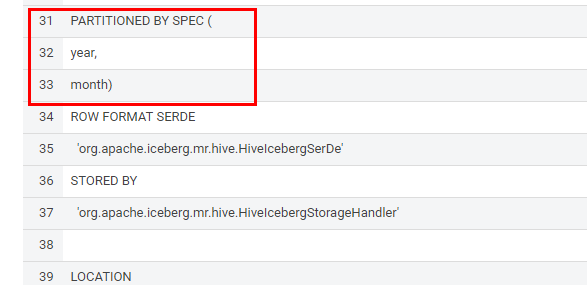 31 PARTITIONED BY SPEC (
32 year,
33 month)
34 ROW FORMAT SERDE
35 'org.apache.iceberg.mr.hive.HiveIcebergSerDe'
36 STORED BY
37 'org.apache.iceberg.mr.hive.HiveIcebergStorageHandler'
38
39 LOCATION